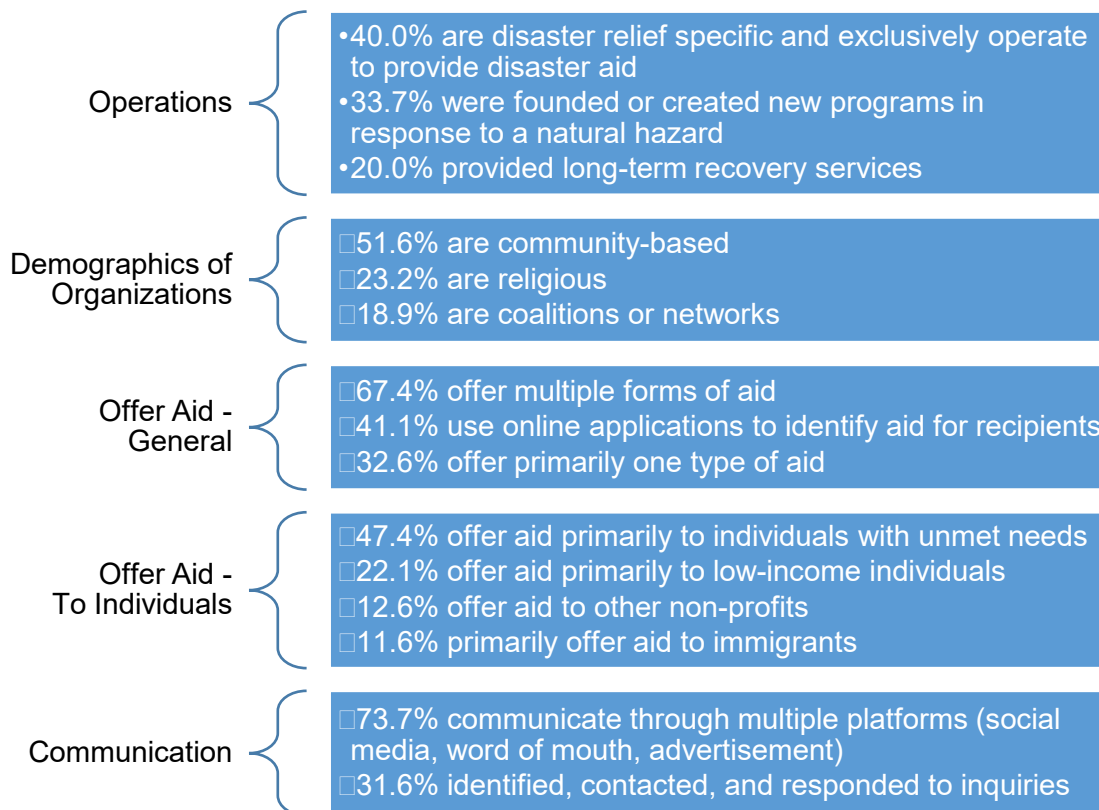 Operations
•40.0% are disaster relief specific and exclusively operate
to provide disaster aid
•33.7% were founded or created new programs in
response to a natural hazard
•20.0% provided long-term recovery services
Demographics of
Organizations
□51.6% are community-based
□23.2% are religious
□18.9% are coalitions or networks
Offer Aid -
General
□67.4% offer multiple forms of aid
□41.1% use online applications to identify aid for recipients
□32.6% offer primarily one type of aid
Offer Aid -
To Individuals
□47.4% offer aid primarily to individuals with unmet needs
□22.1% offer aid primarily to low-income individuals
□12.6% offer aid to other non-profits
□11.6% primarily offer aid to immigrants
Communication
□73.7% communicate through multiple platforms (social
media, word of mouth, advertisement)
□31.6% identified, contacted, and responded to inquiries